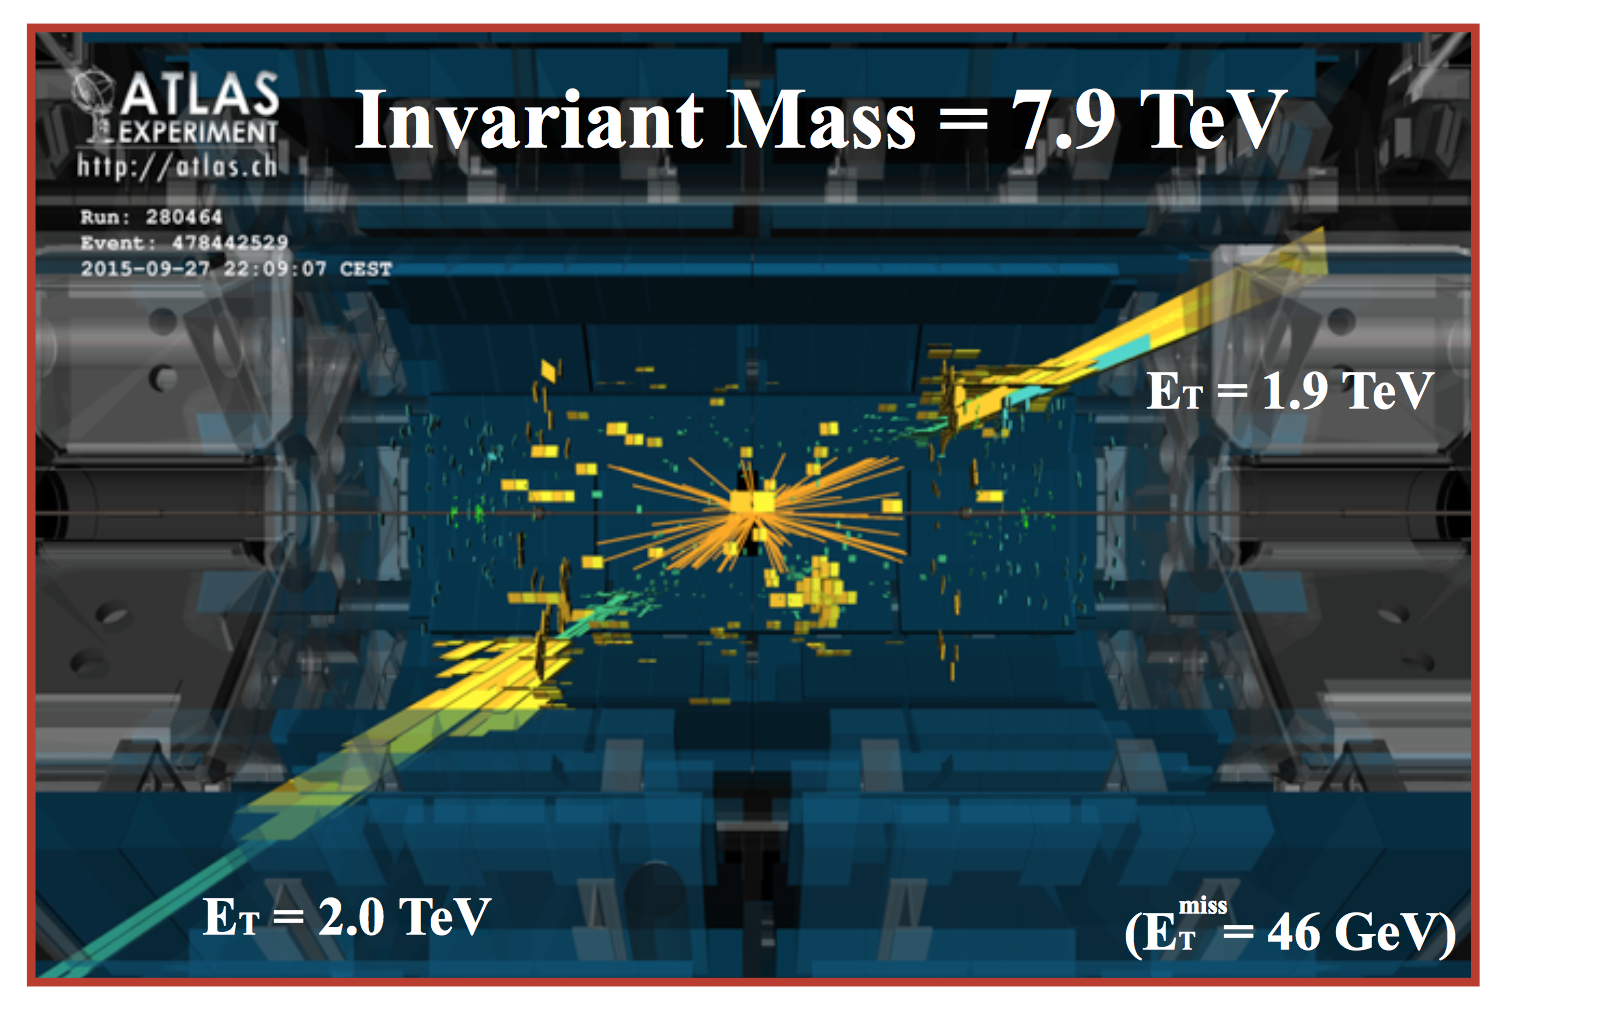 ATLAS
EXPERIMENT
http://atlas.ch
Invariant Mass = 7.9 TeV
Run: 280464
Event: 478442529
2015-09-27 22:09:07 CEST
ET = 1.9 TeV
ET = 2.0 TeV
(ETmiss = 46 GeV)